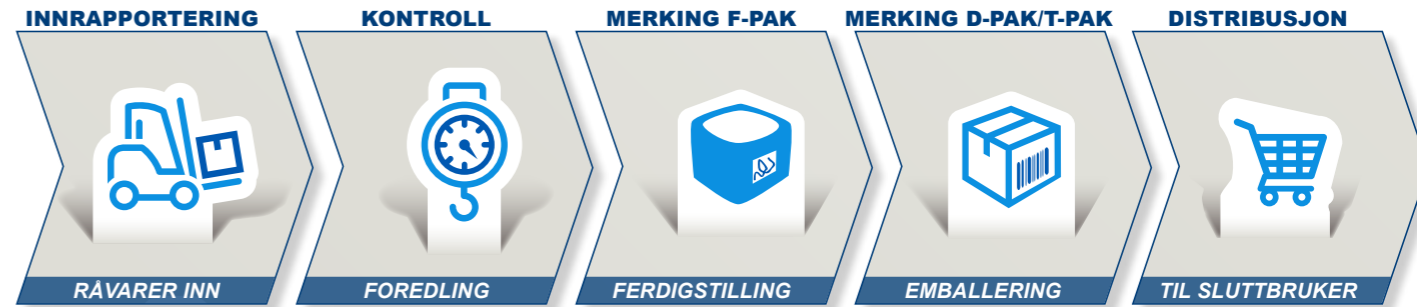 INNRAPPORTERING
KONTROLL
MERKING F-PAK
MERKING D-PAK/T-PAK
DISTRIBUSJON
RÅVARER INN
FOREDLING
FERDIGSTILLING
EMBALLERING
TIL SLUTTBRUKER